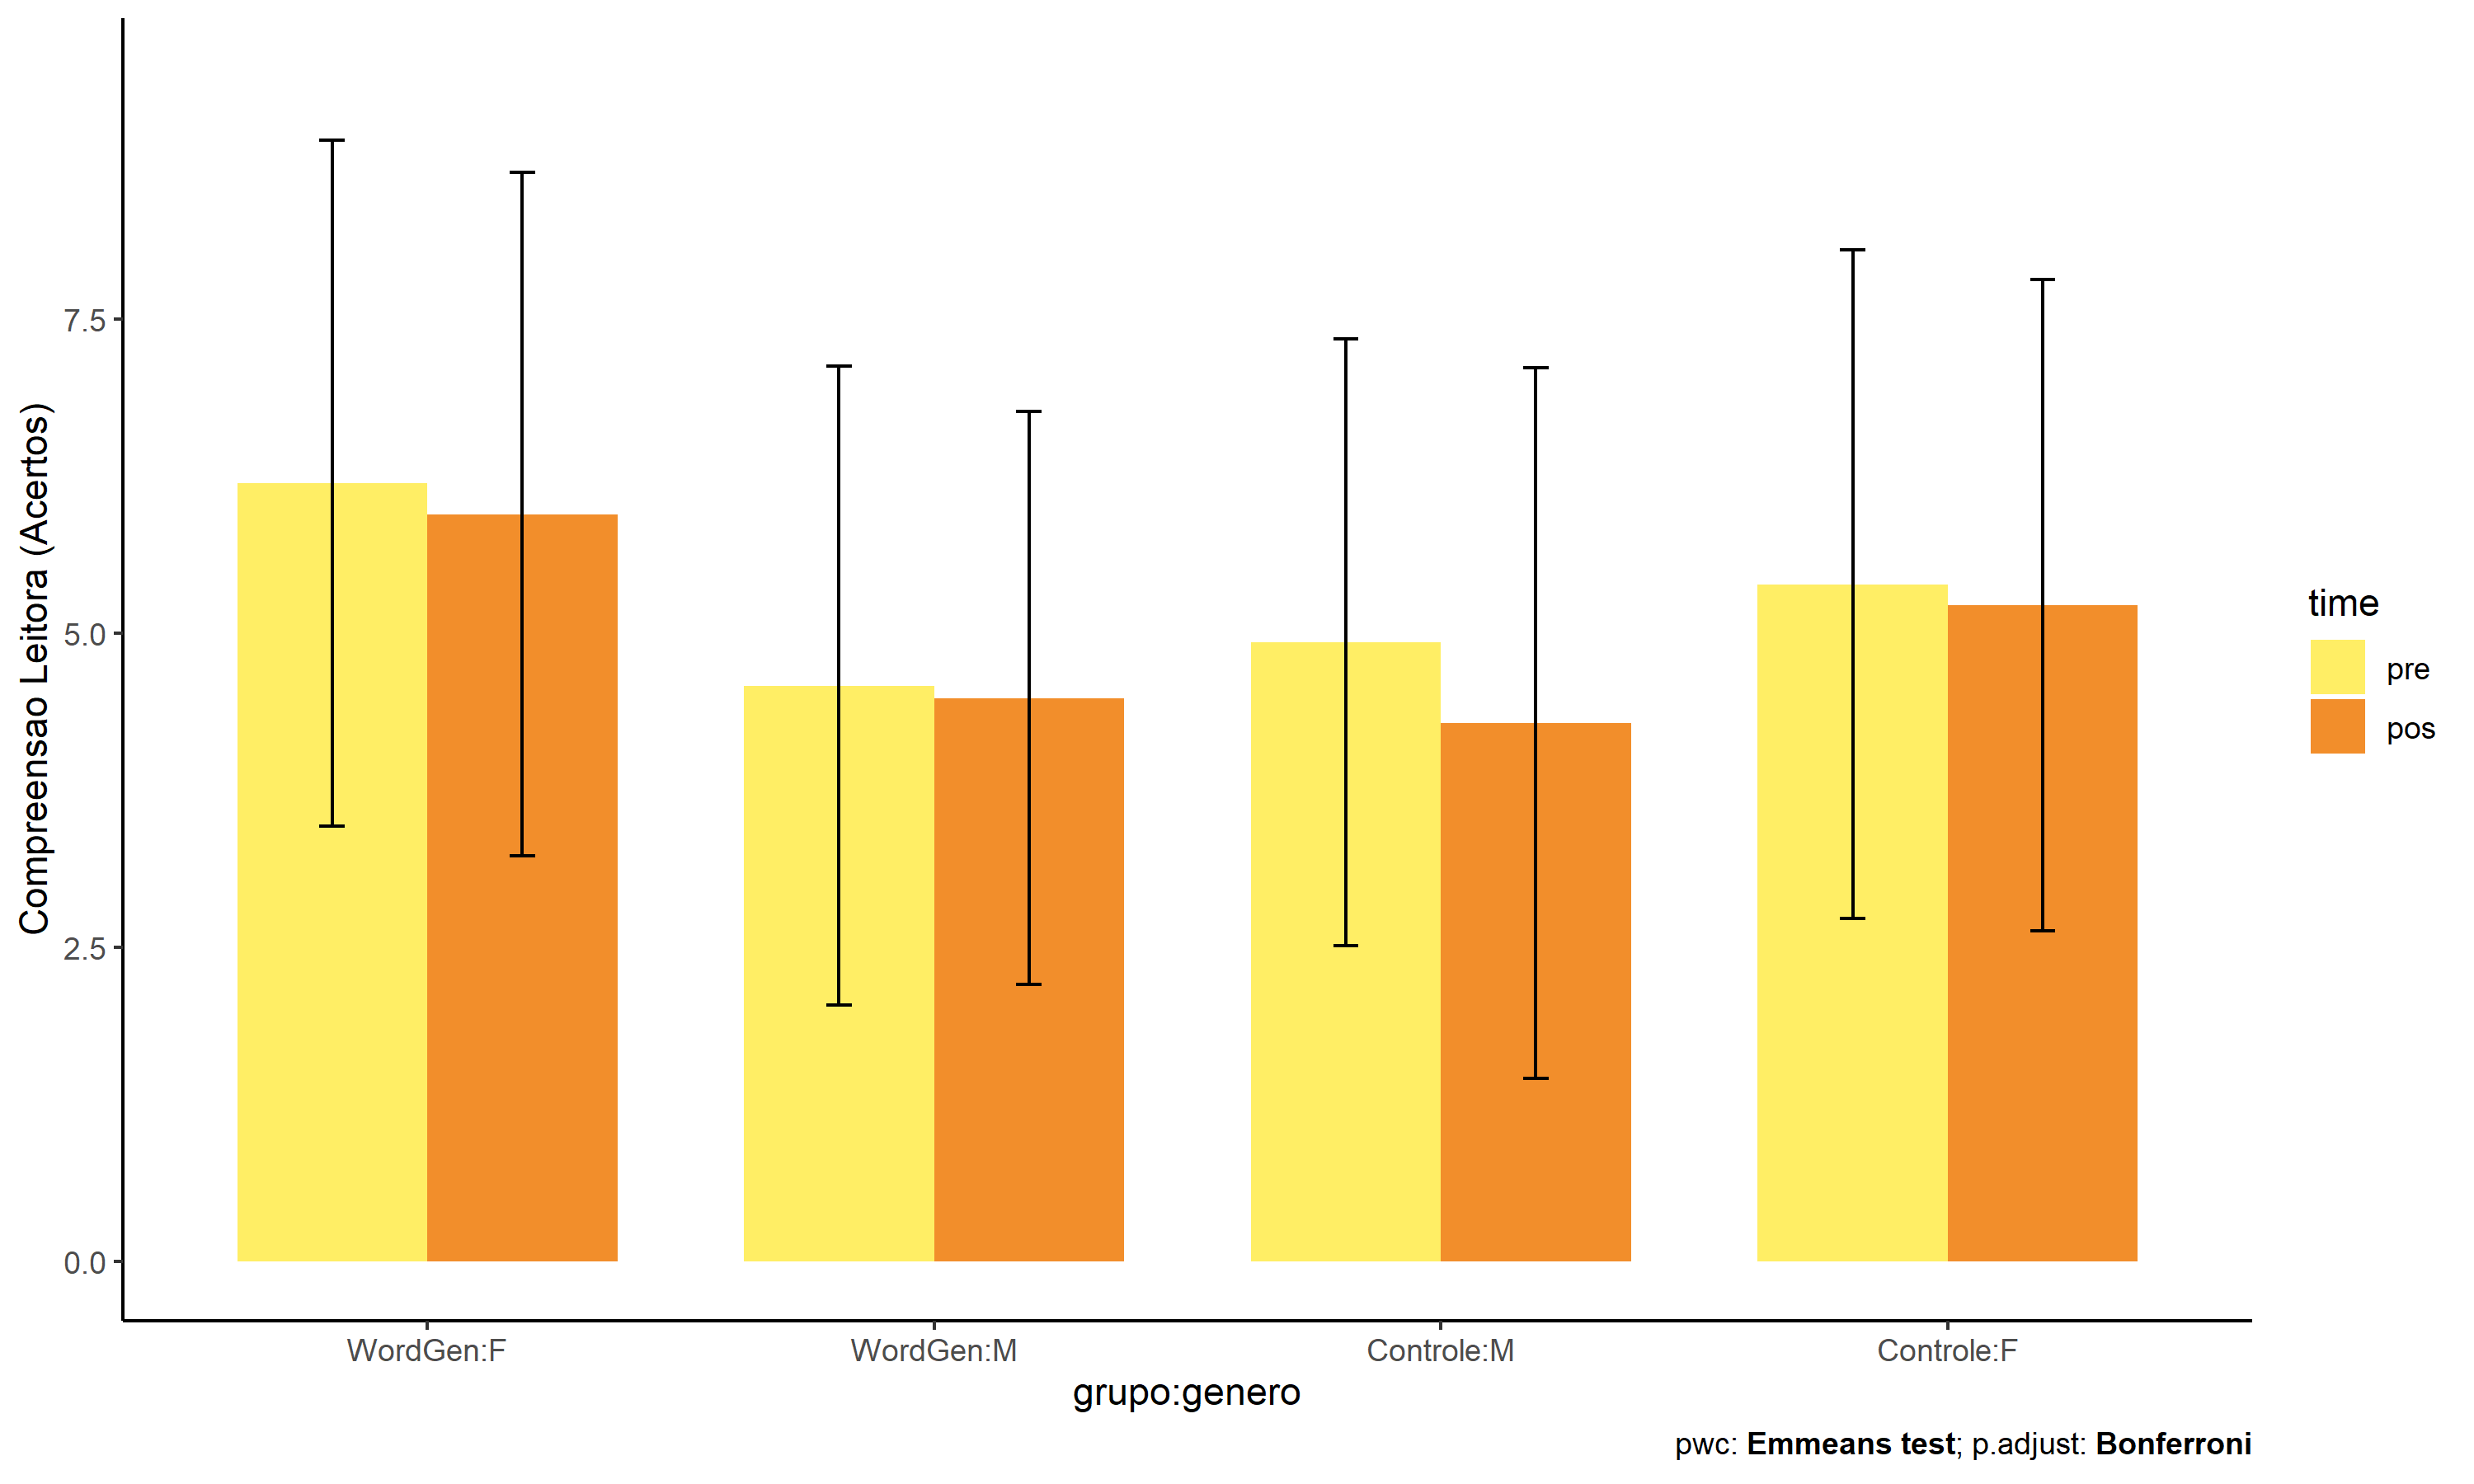 Compreensao Leitora (Acertos)
7.5
5.0
2.5
0.0
WordGen:F
WordGen:M
Controle:M
Controle:F
grupo:genero
time
pre
pos
pwc: Emmeans test; p.adjust: Bonferroni